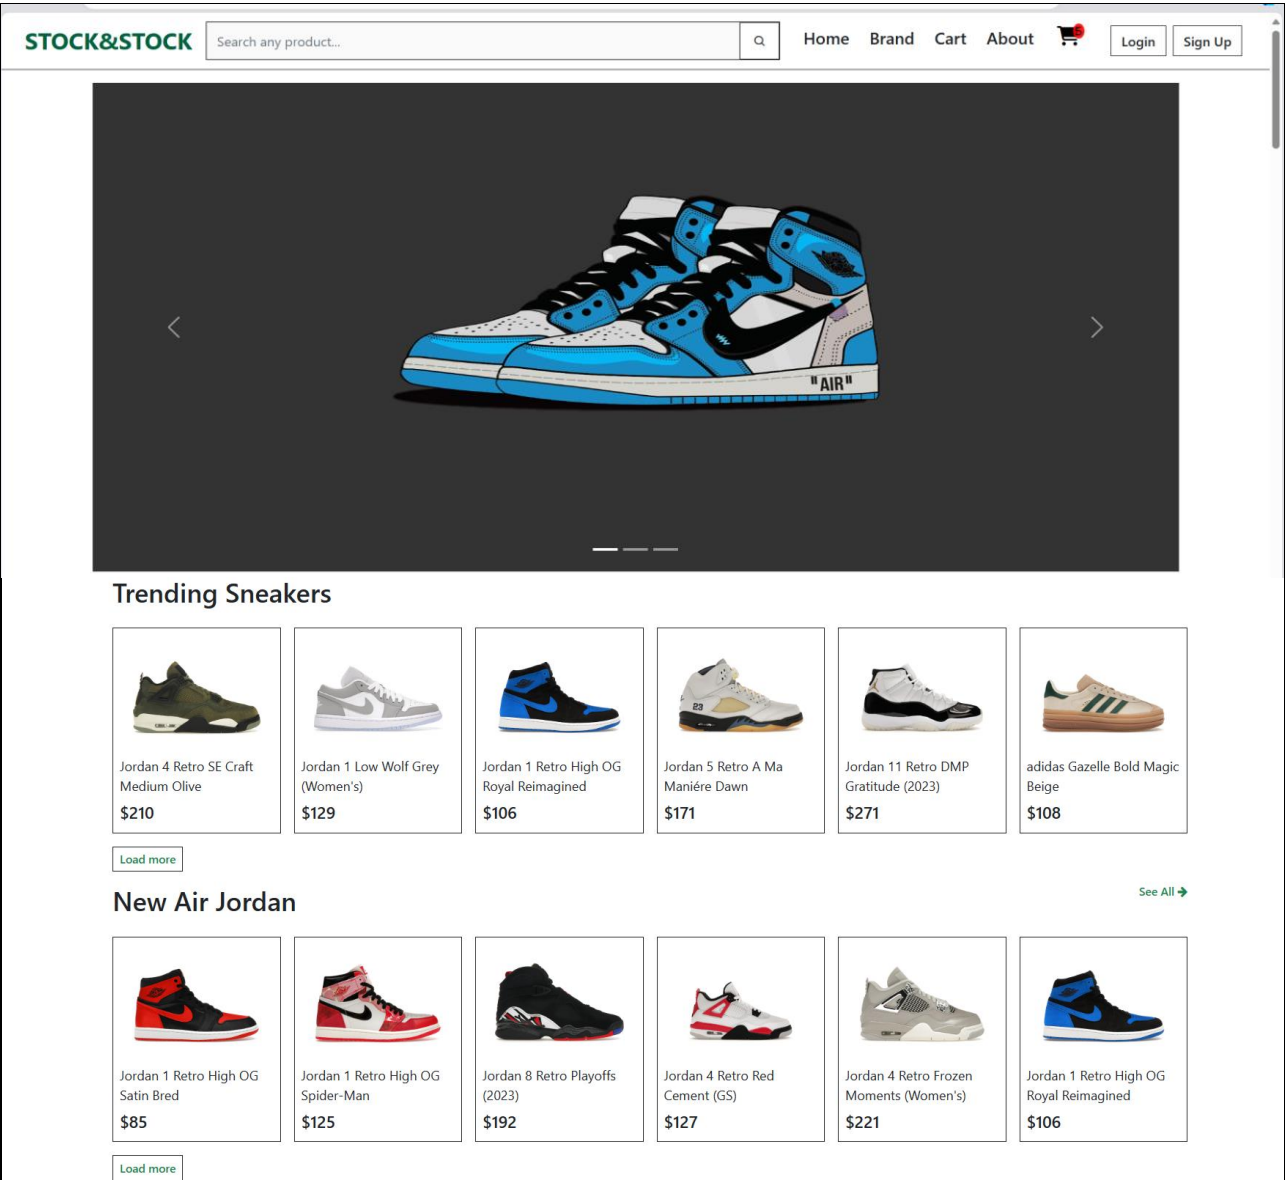 STOCK&STOCK
Search any product...
Home Brand Cart About
5
Login Sign Up
"AIR"
Trending Sneakers
23
Jordan 4 Retro SE Craft
Medium Olive
$210
Jordan 1 Low Wolf Grey
(Women's)
$129
Jordan 1 Retro High OG
Royal Reimagined
$106
Jordan 5 Retro A Ma
Maniére Dawn
$171
Jordan 11 Retro DMP
Gratitude (2023)
$271
adidas Gazelle Bold Magic
Beige
$108
Load more
New Air Jordan
See All
Jordan 1 Retro High OG
Satin Bred
$85
Jordan 1 Retro High OG
Spider-Man
$125
Jordan 8 Retro Playoffs
(2023)
$192
Jordan 4 Retro Red
Cement (GS)
$127
Jordan 4 Retro Frozen
Moments (Women's)
$221
Jordan 1 Retro High OG
Royal Reimagined
$106
Load more